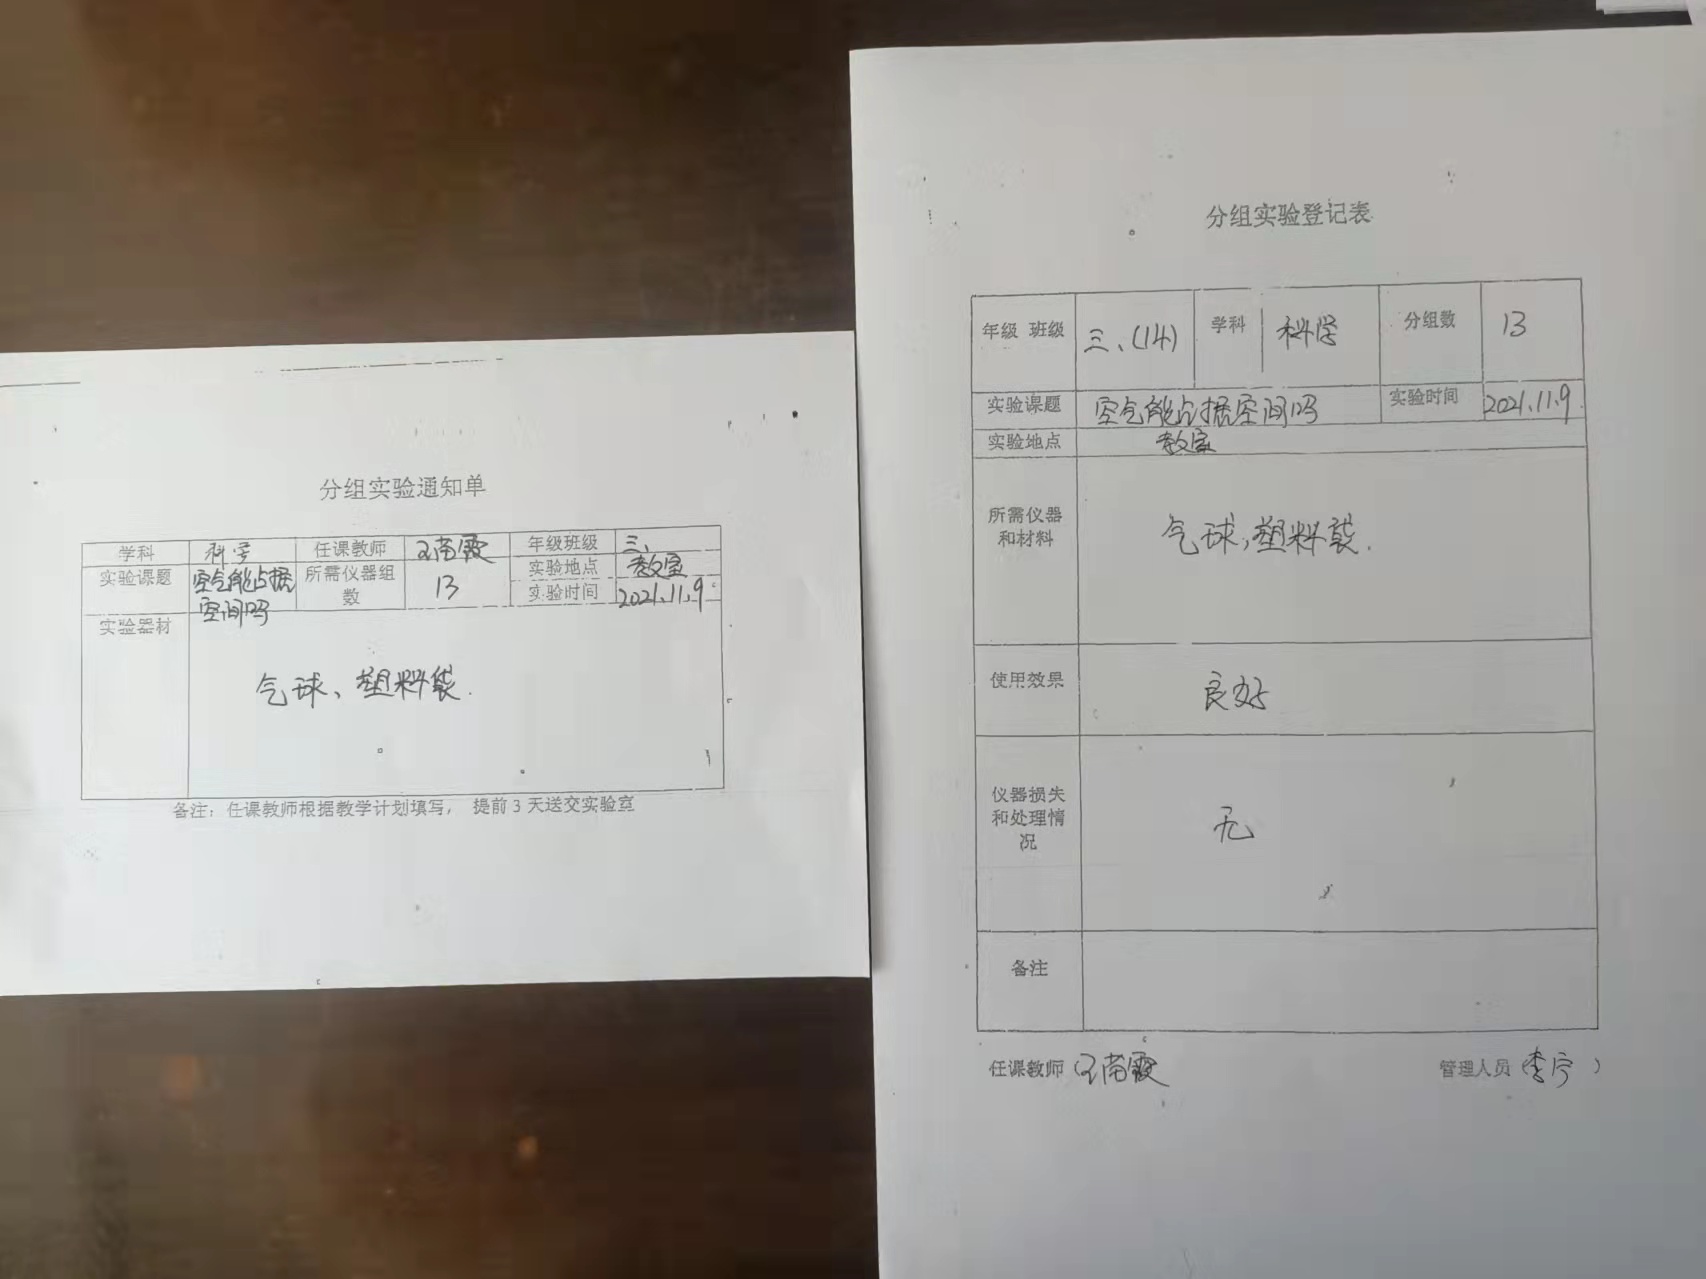 分组实验通知单
学科 科学 任课教师 王南霞 年级班级 三、
实验课题 空气能占据空间吗 所需仪器组数 13 实验地点 教室
实验时间 2021.11.9
实验器材 气球、塑料袋.
备注：任课教师根据教学计划填写， 提前3天送交实验室
分组实验登记表
年级 班级 三、(14) 学科 科学 分组数 13
实验课题 空气能占据空间吗 实验时间 2021.11.9.
实验地点 教室
所需仪器和材料 气球、塑料袋.
使用效果 良好
仪器损失和处理情况 无
备注
任课教师（王南霞 管理人员（李宁）